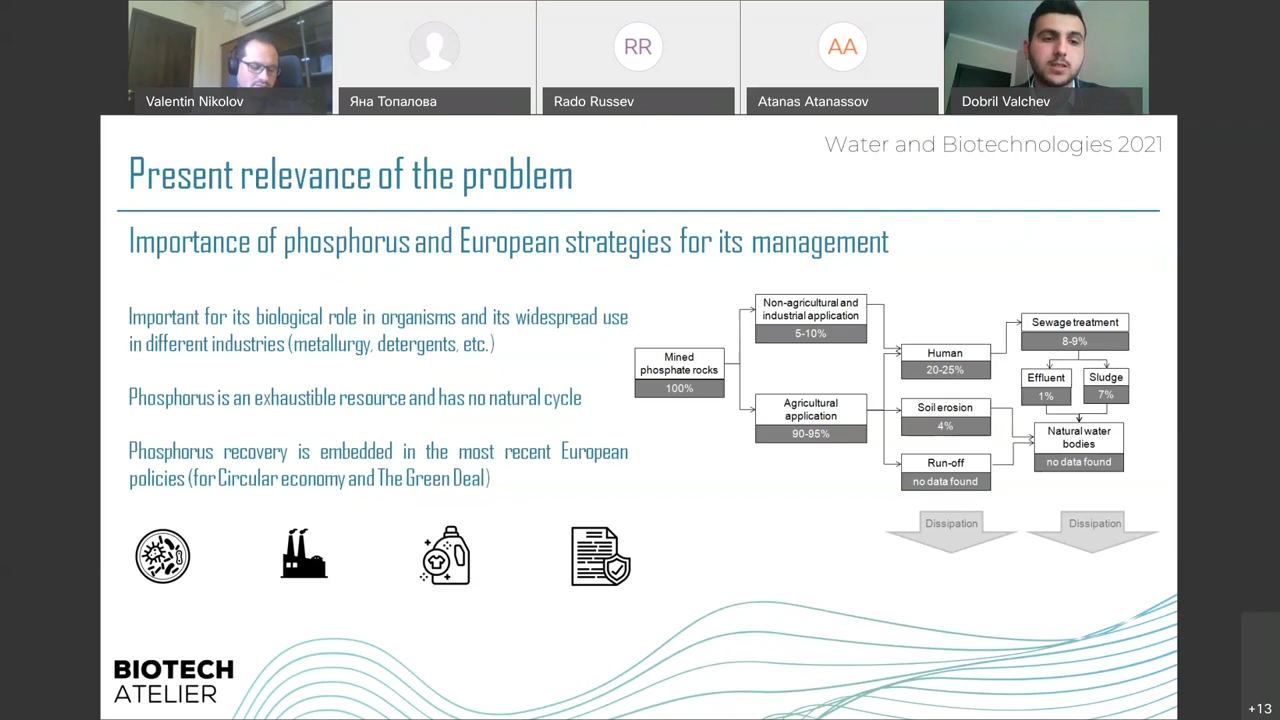 RR
AA
Valentin Nikolov
Яна Топалова
Rado Russev
Atanas Atanassov
Dobril Valchev
Water and Biotechnologies 2021
Present relevance of the problem
Importance of phosphorus and European strategies for its management
Important for its biological role in organisms and its widespread use
in different industries (metallurgy, detergents, etc.)
Phosphorus is an exhaustible resource and has no natural cycle
Phosphorus recovery is embedded in the most recent European
policies (for Circular economy and The Green Deal)
Mined
phosphate rocks
100%
Non-agricultural and
industrial application
5-10%
Agricultural
application
90-95%
Human
20-25%
Soil erosion
4%
Run-off
no data found
Sewage treatment
8-9%
Effluent
1%
Sludge
7%
Natural water
bodies
no data found
Dissipation
Dissipation
BIOTECH
ATELIER
+13